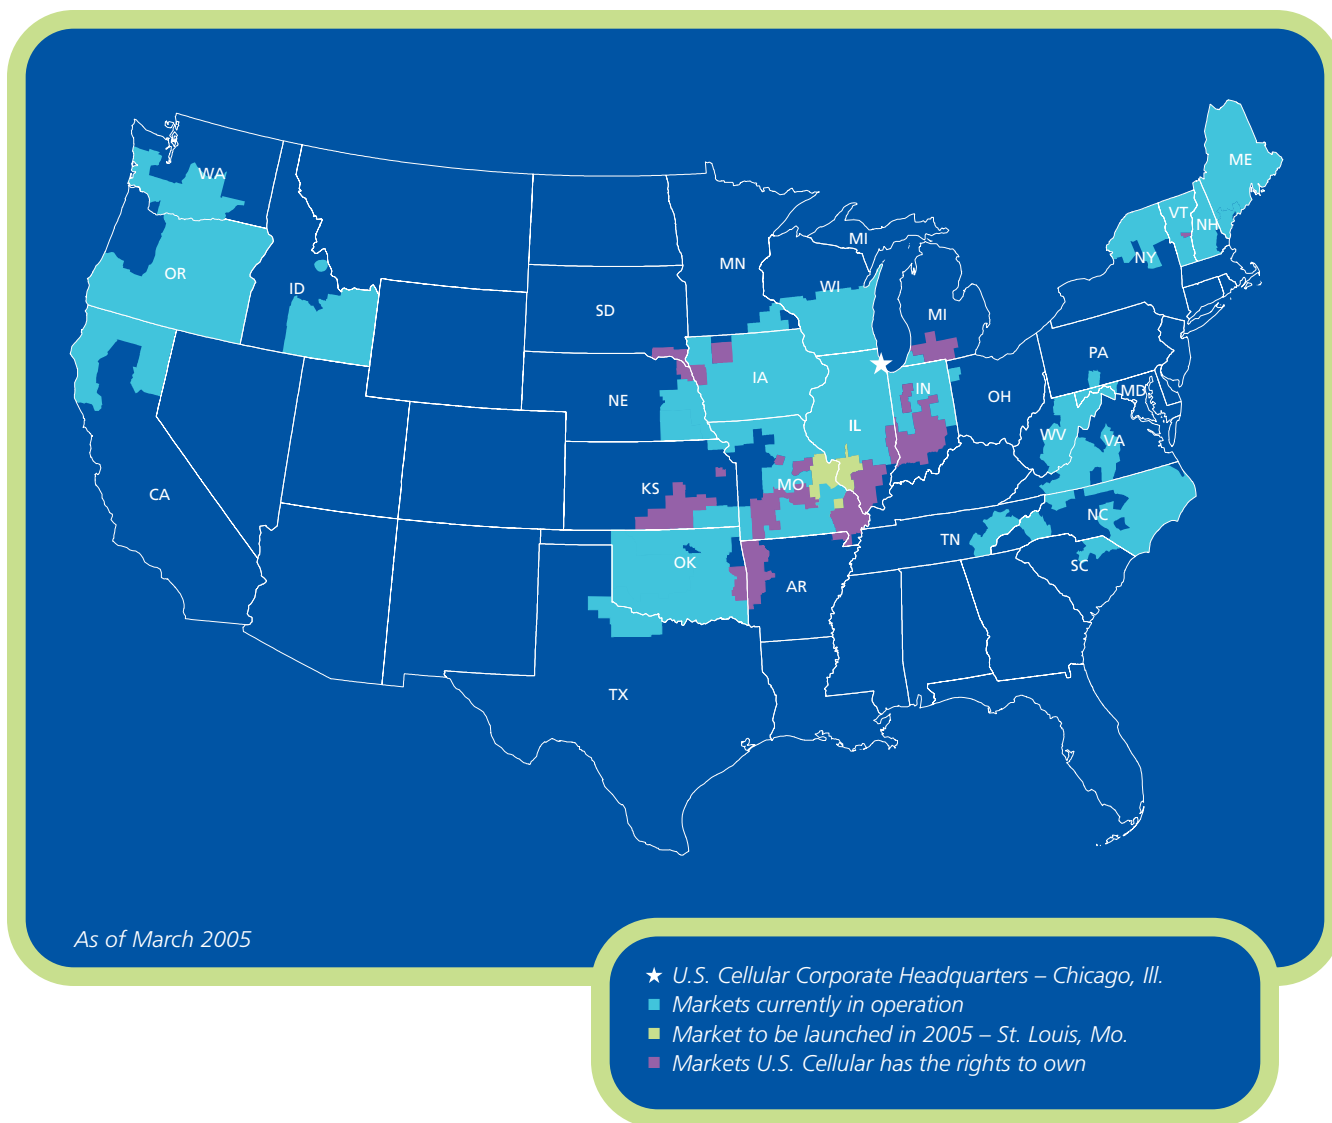 ME
WA
VT
NH
MI
NY
MN
OR
ID
WI
SD
MI
PA
IA
IN
MD
NE
OH
IL
WV
VA
MO
KS
CA
NC
TN
OK
SC
AR
TX
As of March 2005
U.S. Cellular Corporate Headquarters – Chicago, Ill.
Markets currently in operation
Market to be launched in 2005 – St. Louis, Mo.
Markets U.S. Cellular has the rights to own